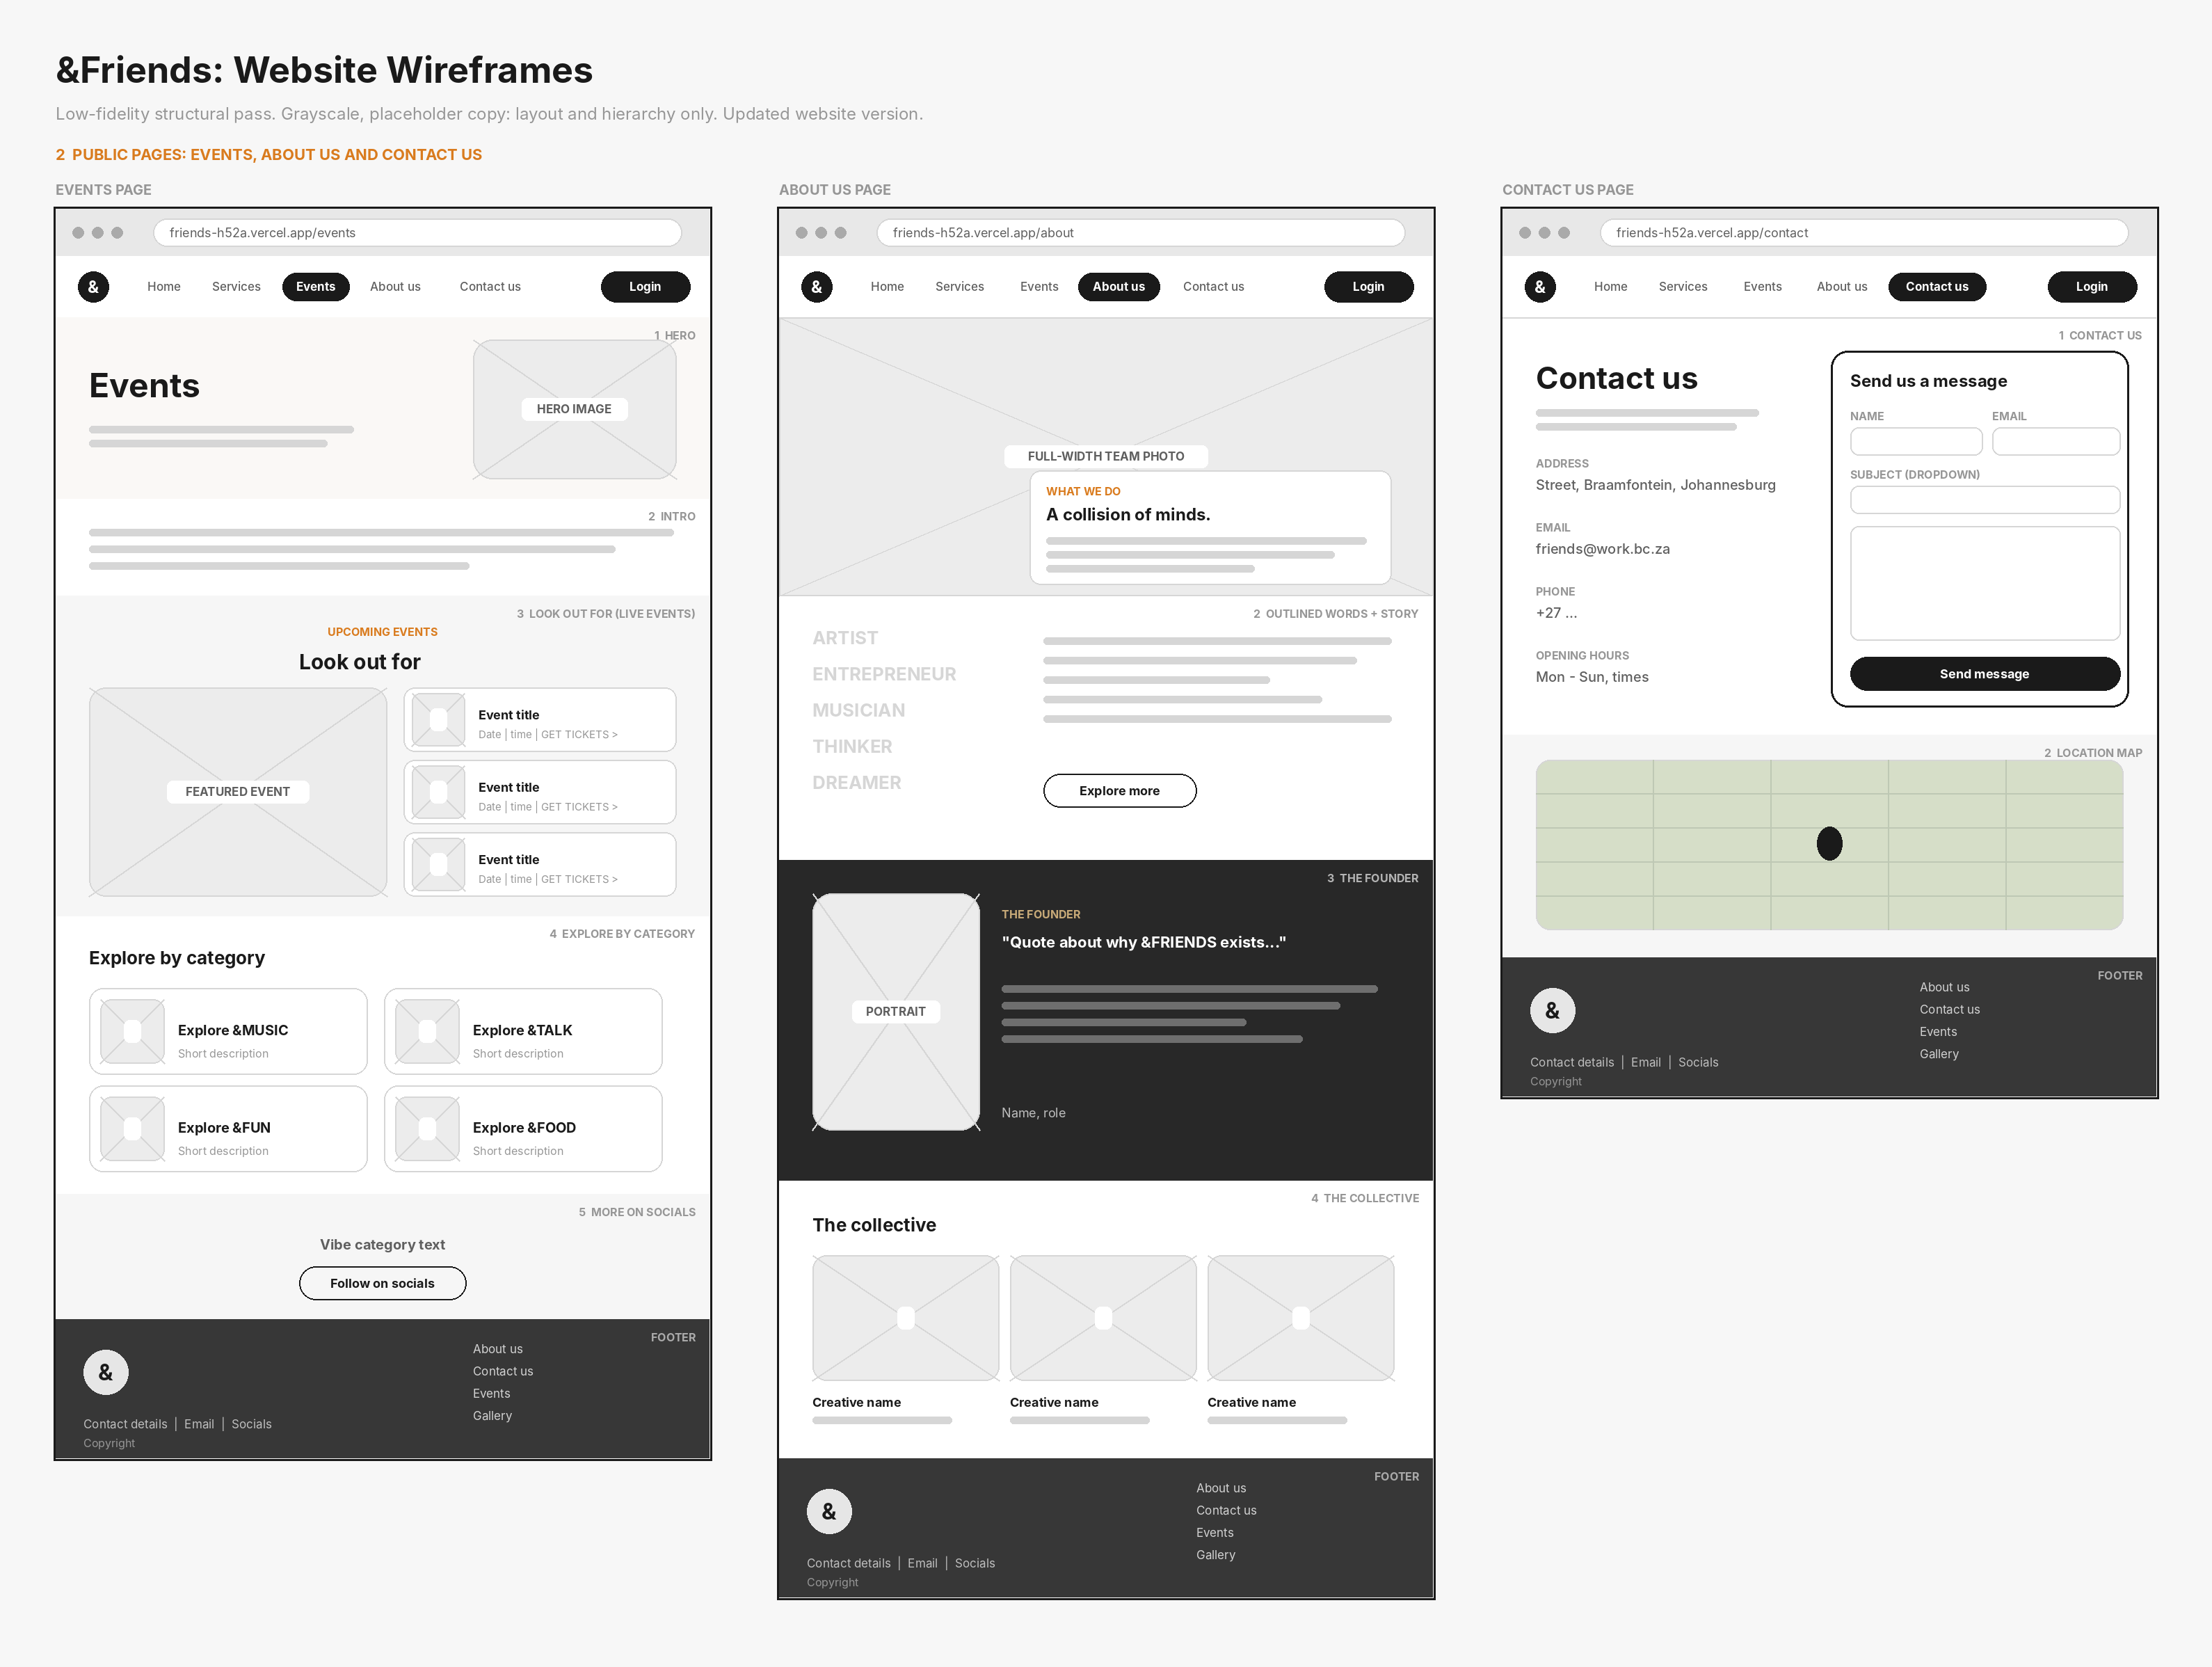 &Friends: Website Wireframes
Low-fidelity structural pass. Grayscale, placeholder copy: layout and hierarchy only. Updated website version.
2 PUBLIC PAGES: EVENTS, ABOUT US AND CONTACT US
EVENTS PAGE
friends-h52a.vercel.app/events
& Home Services Events About us Contact us Login
1 HERO
Events
HERO IMAGE
2 INTRO
3 LOOK OUT FOR (LIVE EVENTS)
UPCOMING EVENTS
Look out for
FEATURED EVENT
Event title
Date | time | GET TICKETS >
Event title
Date | time | GET TICKETS >
Event title
Date | time | GET TICKETS >
4 EXPLORE BY CATEGORY
Explore by category
Explore &MUSIC
Short description
Explore &TALK
Short description
Explore &FUN
Short description
Explore &FOOD
Short description
5 MORE ON SOCIALS
Vibe category text
Follow on socials
FOOTER
&
Contact details | Email | Socials
Copyright
About us
Contact us
Events
Gallery
ABOUT US PAGE
friends-h52a.vercel.app/about
& Home Services Events About us Contact us Login
FULL-WIDTH TEAM PHOTO
WHAT WE DO
A collision of minds.
2 OUTLINED WORDS + STORY
ARTIST
ENTREPRENEUR
MUSICIAN
THINKER
DREAMER
Explore more
3 THE FOUNDER
PORTRAIT
THE FOUNDER
"Quote about why &FRIENDS exists..."
Name, role
4 THE COLLECTIVE
The collective
Creative name
Creative name
Creative name
FOOTER
&
Contact details | Email | Socials
Copyright
About us
Contact us
Events
Gallery
CONTACT US PAGE
friends-h52a.vercel.app/contact
& Home Services Events About us Contact us Login
1 CONTACT US
Contact us
ADDRESS
Street, Braamfontein, Johannesburg
EMAIL
friends@work.bc.za
PHONE
+27 ...
OPENING HOURS
Mon - Sun, times
Send us a message
NAME
EMAIL
SUBJECT (DROPDOWN)
Send message
2 LOCATION MAP
FOOTER
&
Contact details | Email | Socials
Copyright
About us
Contact us
Events
Gallery